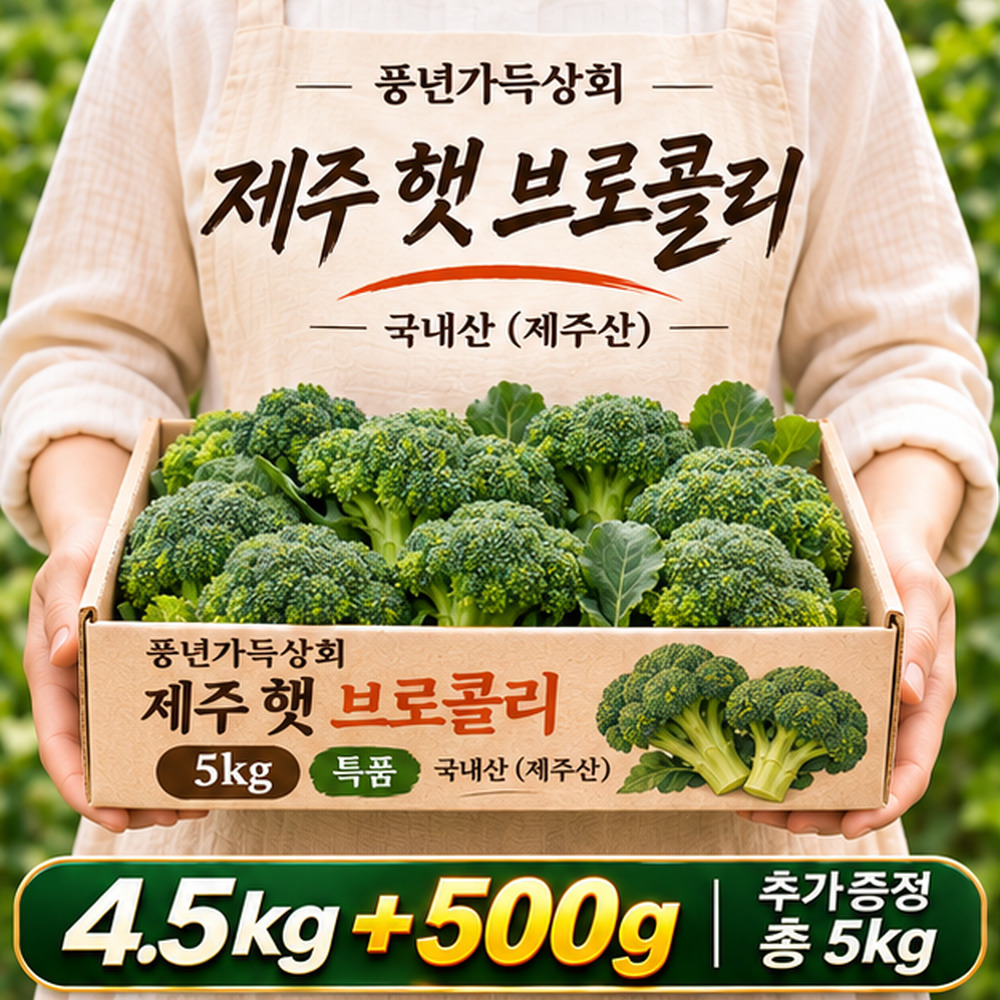 풍년가득상회
제주 햇 브로콜리
국내산 (제주산)
풍년가득상회
제주 햇 브로콜리
5kg 특품 국내산 (제주산)
4.5kg+500g
추가증정
총 5kg